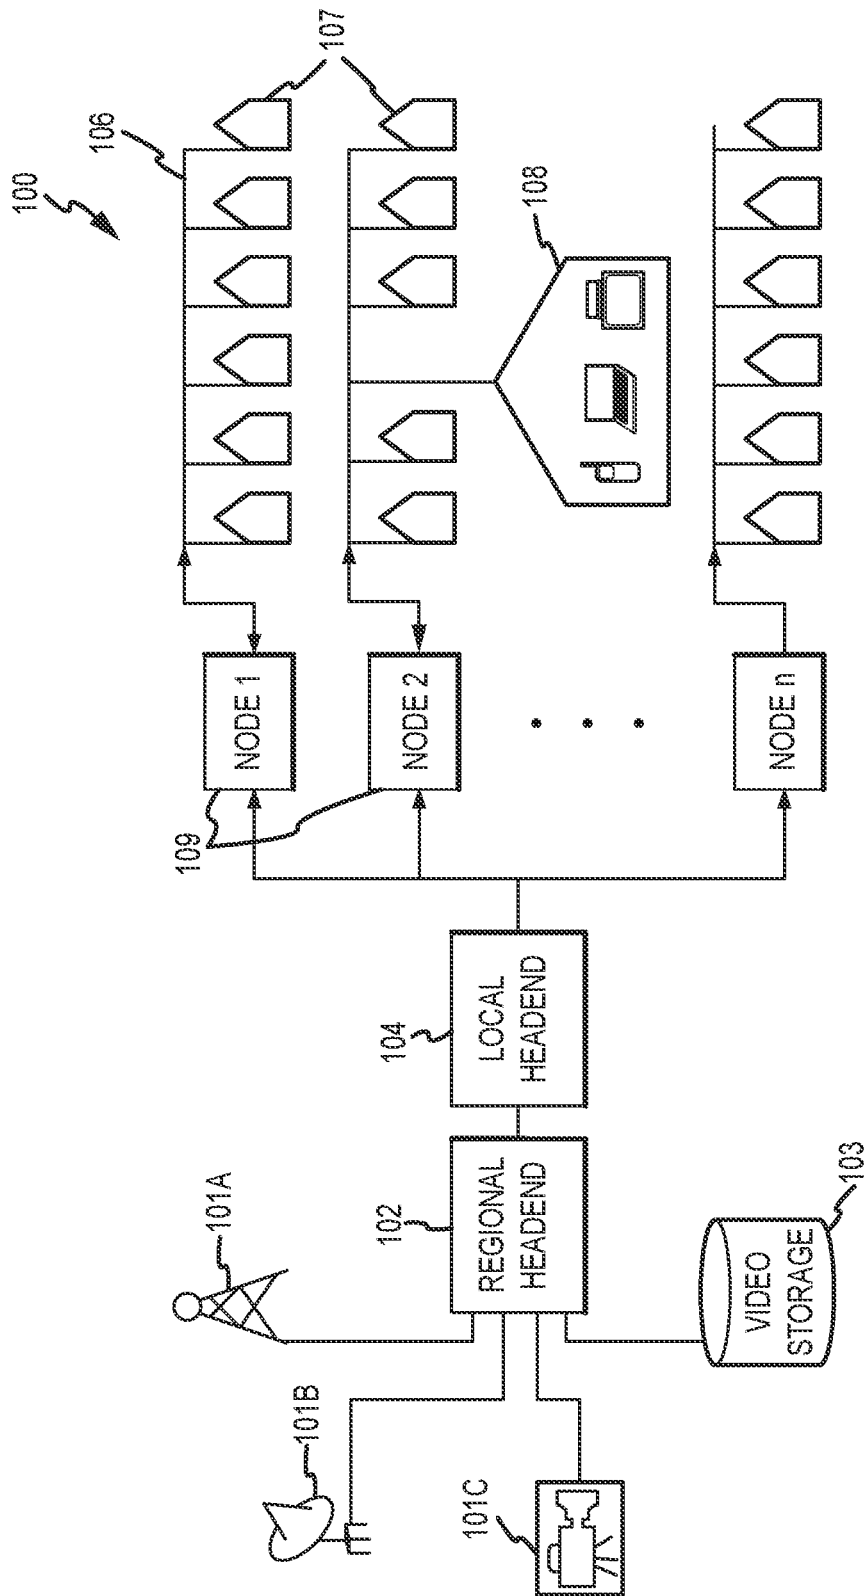 100
106
107
NODE 1
109
NODE 2
108
NODE n
101A
101B
101C
102
REGIONAL
HEADEND
104
LOCAL
HEADEND
VIDEO
STORAGE
103